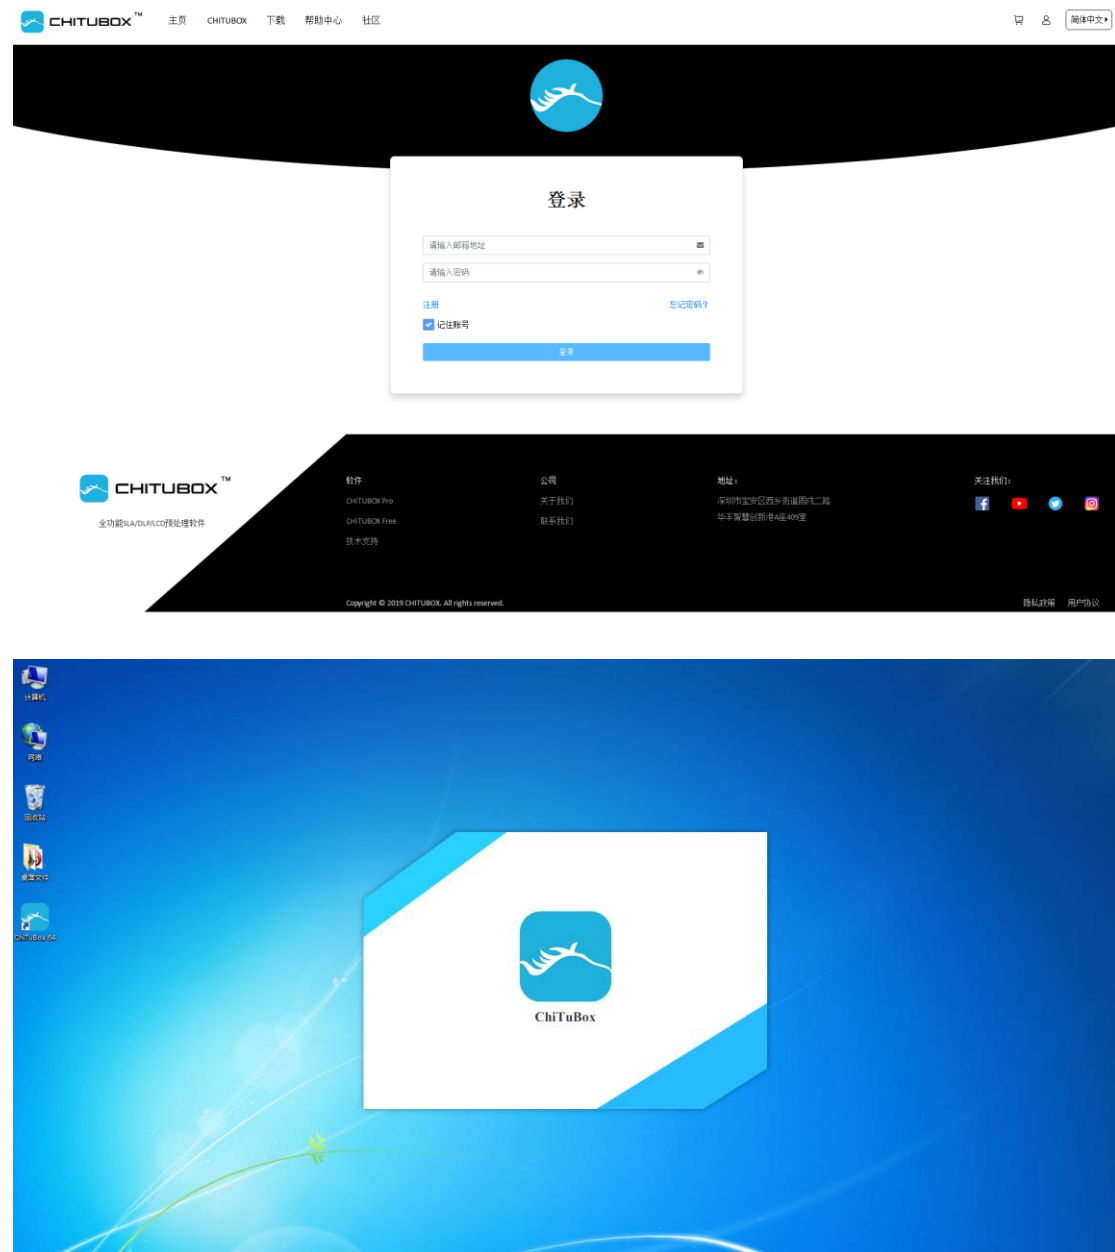 CHITUBOX™ 主页 CHITUBOX 下载 帮助中心 社区 简体中文
登录
请输入邮箱地址
请输入密码
注册 忘记密码?
记住账号
登录
CHITUBOX™
全功能SLA/DLP/LCD预处理软件
软件
CHITUBOX Pro
CHITUBOX Free
技术支持
公司
关于我们
联系我们
地址:
深圳市宝安区西乡街道固戍二路
华丰智慧创新港A座409室
关注我们:
Copyright © 2019 CHITUBOX. All rights reserved.
隐私政策 用户协议
计算机
网络
回收站
桌面文件
ChiTuBox 64
ChiTuBox